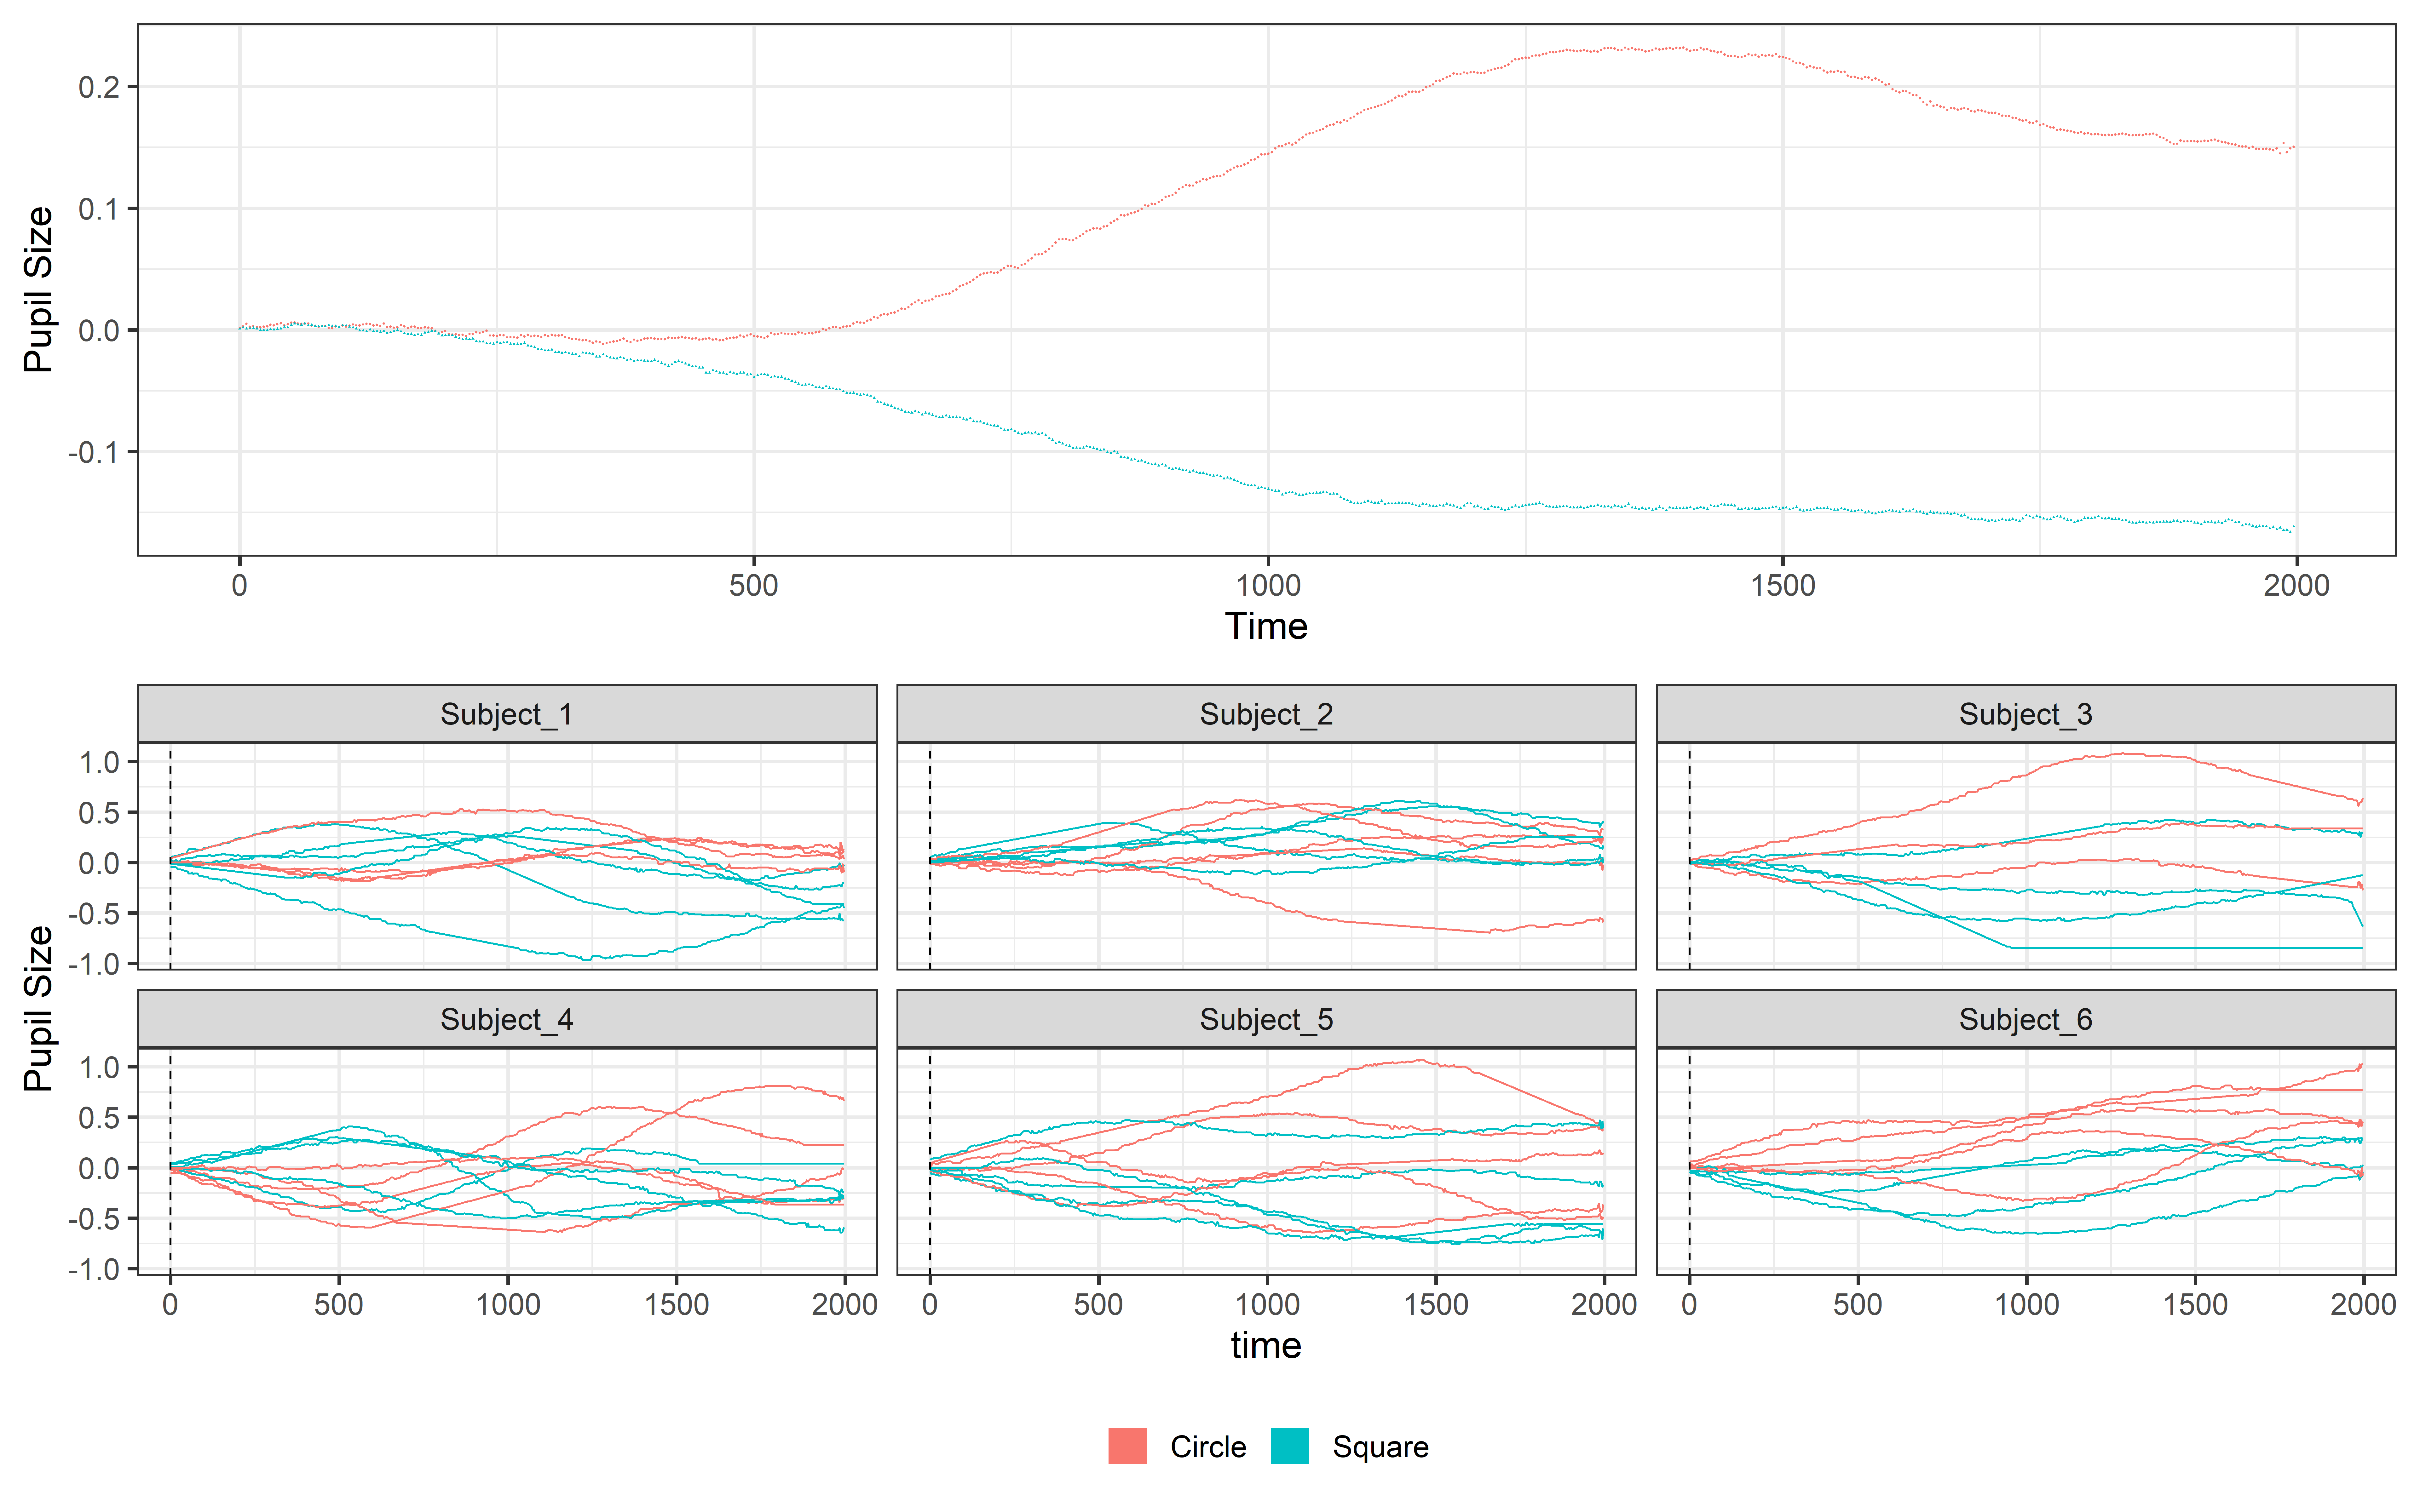 Pupil Size
0.2
0.1
0.0
-0.1
0 500 1000 1500 2000
Time
Subject_1 Subject_2 Subject_3
1.0
0.5
0.0
-0.5
-1.0
Pupil Size
Subject_4 Subject_5 Subject_6
1.0
0.5
0.0
-0.5
-1.0
0 500 1000 1500 2000 0 500 1000 1500 2000 0 500 1000 1500 2000
time
Circle Square